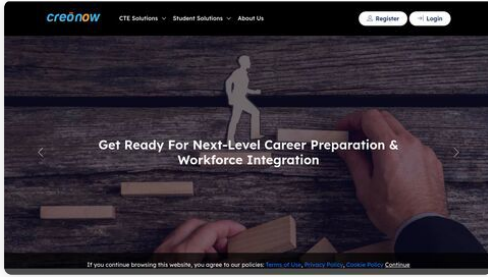 creōnow
CTE Solutions Student Solutions About Us
Register Login
Get Ready For Next-Level Career Preparation &
Workforce Integration
If you continue browsing this website, you agree to our policies: Terms of Use, Privacy Policy, Cookie Policy Continue